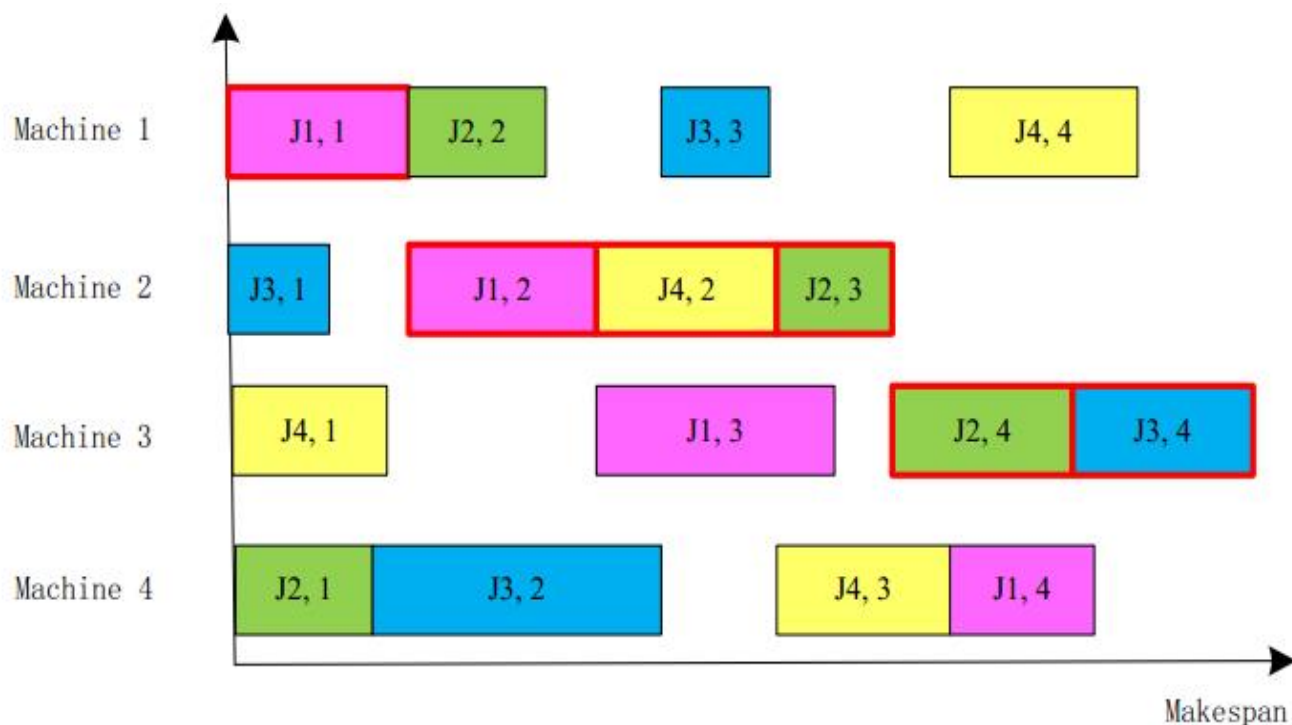 Machine 1
J1, 1
J2, 2
J3, 3
J4, 4
Machine 2
J3, 1
J1, 2
J4, 2
J2, 3
Machine 3
J4, 1
J1, 3
J2, 4
J3, 4
Machine 4
J2, 1
J3, 2
J4, 3
J1, 4
Makespan